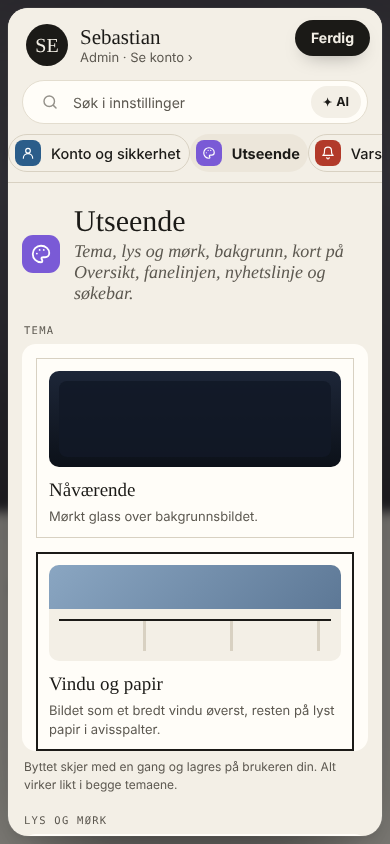 SE
Sebastian
Admin · Se konto ›
Ferdig
Søk i innstillinger
✦ AI
Konto og sikkerhet
Utseende
Vars
Utseende
Tema, lys og mørk, bakgrunn, kort på
Oversikt, fanelinjen, nyhetslinje og
søkebar.
TEMA
Nåværende
Mørkt glass over bakgrunnsbildet.
Vindu og papir
Bildet som et bredt vindu øverst, resten på lyst
papir i avisspalter.
Byttet skjer med en gang og lagres på brukeren din. Alt
virker likt i begge temaene.
LYS OG MØRK